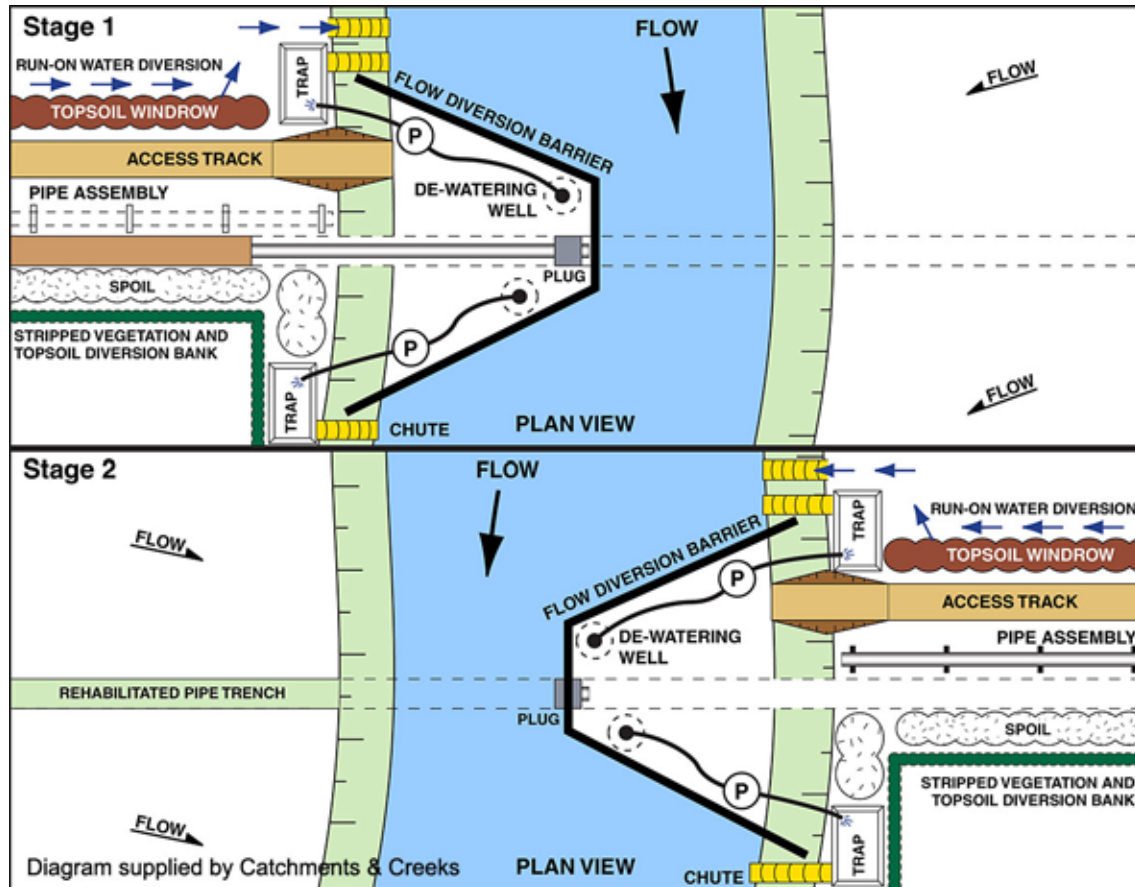 Stage 1
FLOW
RUN-ON WATER DIVERSION
TRAP
FLOW DIVERSION BARRIER
FLOW
TOPSOIL WINDROW
P
ACCESS TRACK
DE-WATERING
WELL
PIPE ASSEMBLY
PLUG
SPOIL
STRIPPED VEGETATION AND
TOPSOIL DIVERSION BANK
P
TRAP
CHUTE
PLAN VIEW
FLOW
Stage 2
FLOW
FLOW
FLOW DIVERSION BARRIER
TRAP
RUN-ON WATER DIVERSION
TOPSOIL WINDROW
P
ACCESS TRACK
DE-WATERING
WELL
PIPE ASSEMBLY
REHABILITATED PIPE TRENCH
PLUG
SPOIL
STRIPPED VEGETATION AND
TOPSOIL DIVERSION BANK
P
FLOW
TRAP
Diagram supplied by Catchments & Creeks
PLAN VIEW
CHUTE